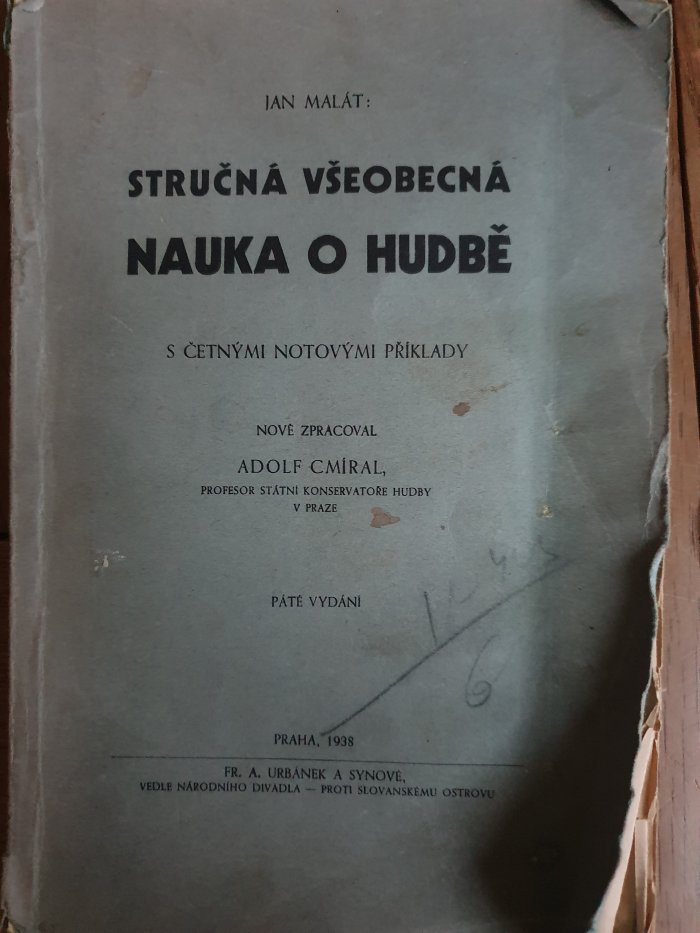 JAN MALÁT:
STRUČNÁ VŠEOBECNÁ
NAUKA O HUDBĚ
S ČETNÝMI NOTOVÝMI PŘÍKLADY
NOVĚ ZPRACOVAL
ADOLF CMÍRAL,
PROFESOR STÁTNÍ KONSERVATOŘE HUDBY
V PRAZE
PÁTÉ VYDÁNÍ
6
PRAHA, 1938
FR. A. URBÁNEK A SYNOVÉ,
VEDLE NÁRODNÍHO DIVADLA — PROTI SLOVANSKÉMU OSTROVU